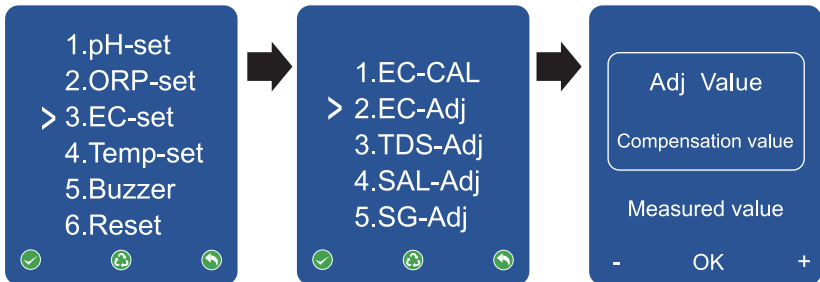 1.pH-set
2.ORP-set
> 3.EC-set
4.Temp-set
5.Buzzer
6.Reset
1.EC-CAL
> 2.EC-Adj
3.TDS-Adj
4.SAL-Adj
5.SG-Adj
Adj Value
Compensation value
Measured value
- OK +